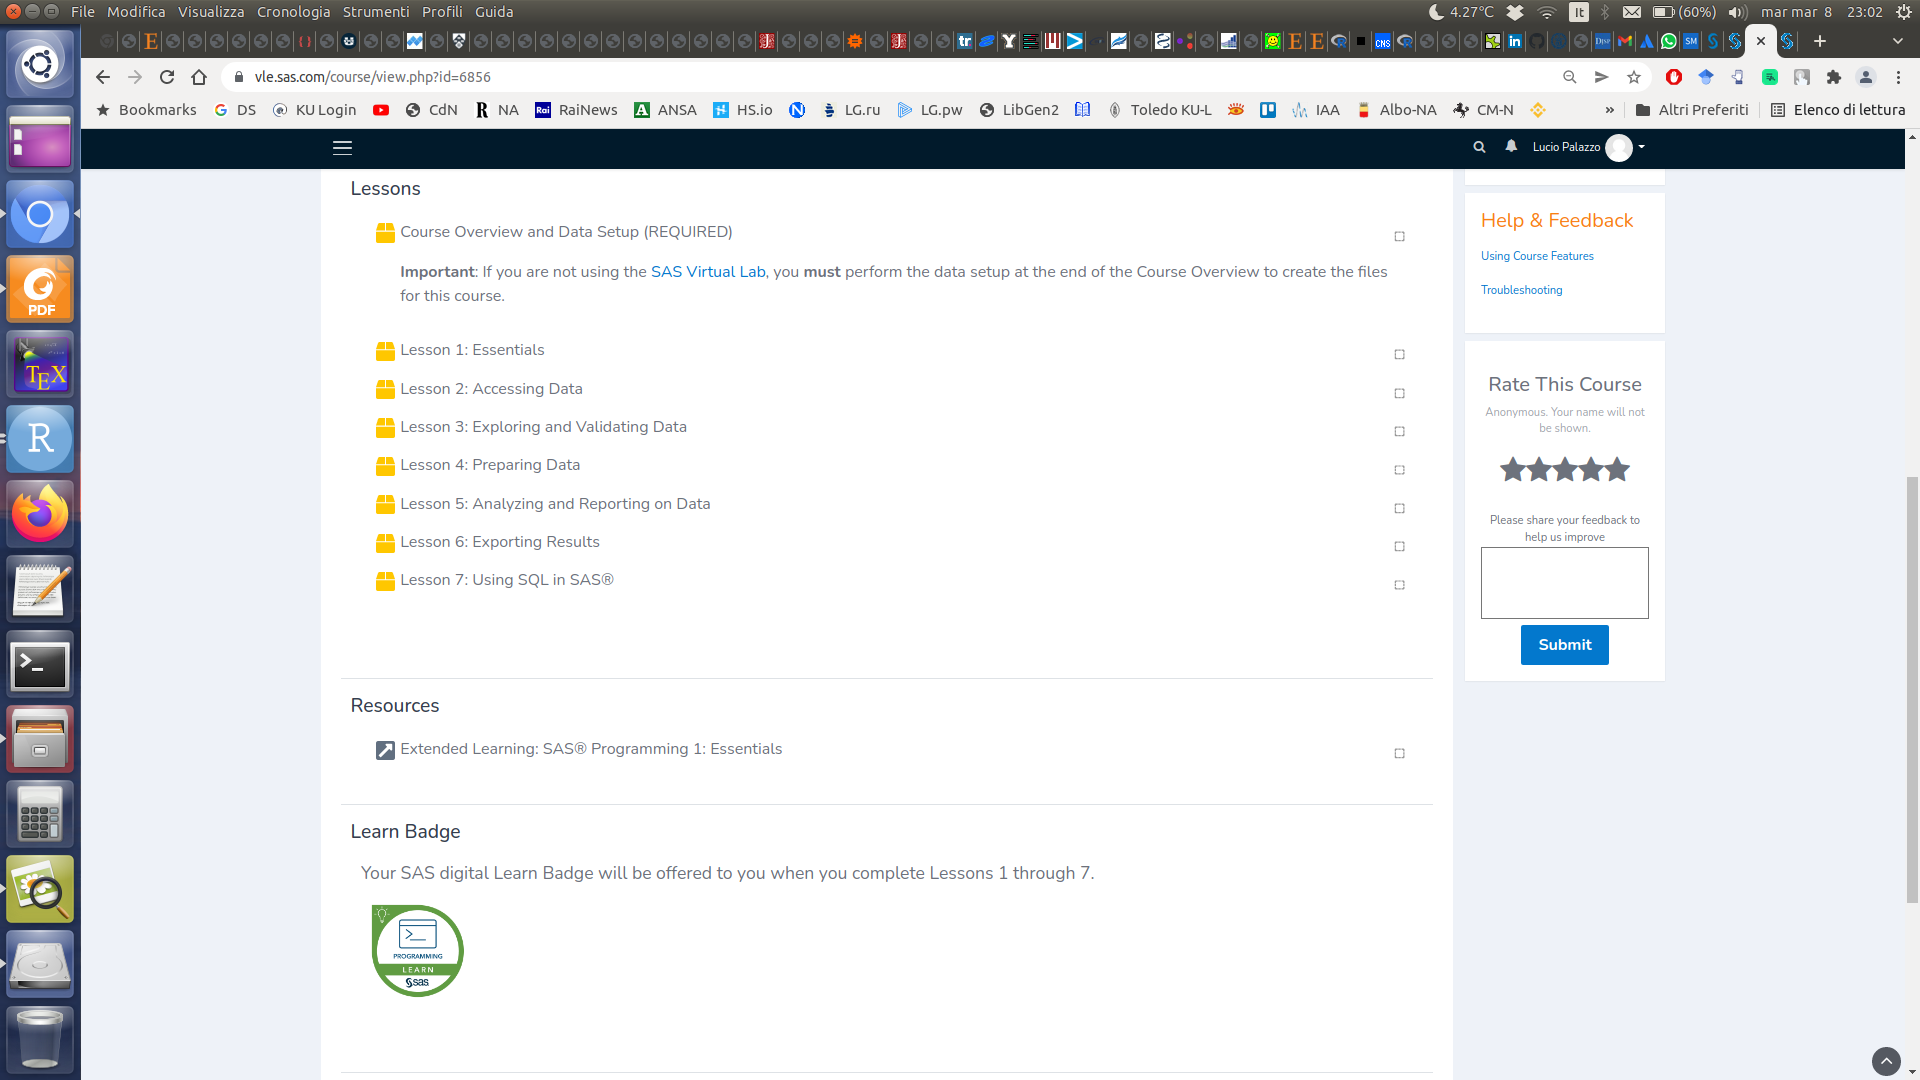 File Modifica Visualizza Cronologia Strumenti Profili Guida
4.27°C It (60%) mar mar 8 23:02
vle.sas.com/course/view.php?id=6856
Bookmarks DS KU Login CdN NA RaiNews ANSA HS.io LG.ru LG.pw LibGen2 Toledo KU-L IAA Albo-NA CM-N » Altri Preferiti Elenco di lettura
Lucio Palazzo
Lessons
Course Overview and Data Setup (REQUIRED)
Important: If you are not using the SAS Virtual Lab, you must perform the data setup at the end of the Course Overview to create the files
for this course.
Lesson 1: Essentials
Lesson 2: Accessing Data
Lesson 3: Exploring and Validating Data
Lesson 4: Preparing Data
Lesson 5: Analyzing and Reporting on Data
Lesson 6: Exporting Results
Lesson 7: Using SQL in SAS®
Resources
Extended Learning: SAS® Programming 1: Essentials
Learn Badge
Your SAS digital Learn Badge will be offered to you when you complete Lessons 1 through 7.
PROGRAMMING
LEARN
sas
Help & Feedback
Using Course Features
Troubleshooting
Rate This Course
Anonymous. Your name will not
be shown.
Please share your feedback to
help us improve
Submit
PDF
TEX
R